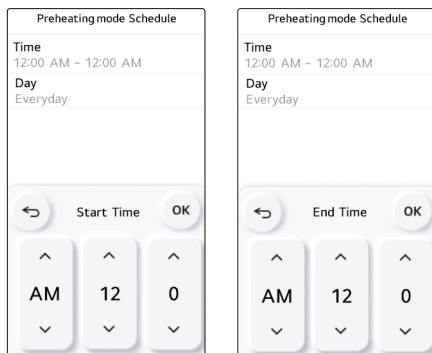 Preheating mode Schedule
Time
12:00 AM – 12:00 AM
Day
Everyday
Start Time
OK
AM 12 0
Preheating mode Schedule
Time
12:00 AM – 12:00 AM
Day
Everyday
End Time
OK
AM 12 0